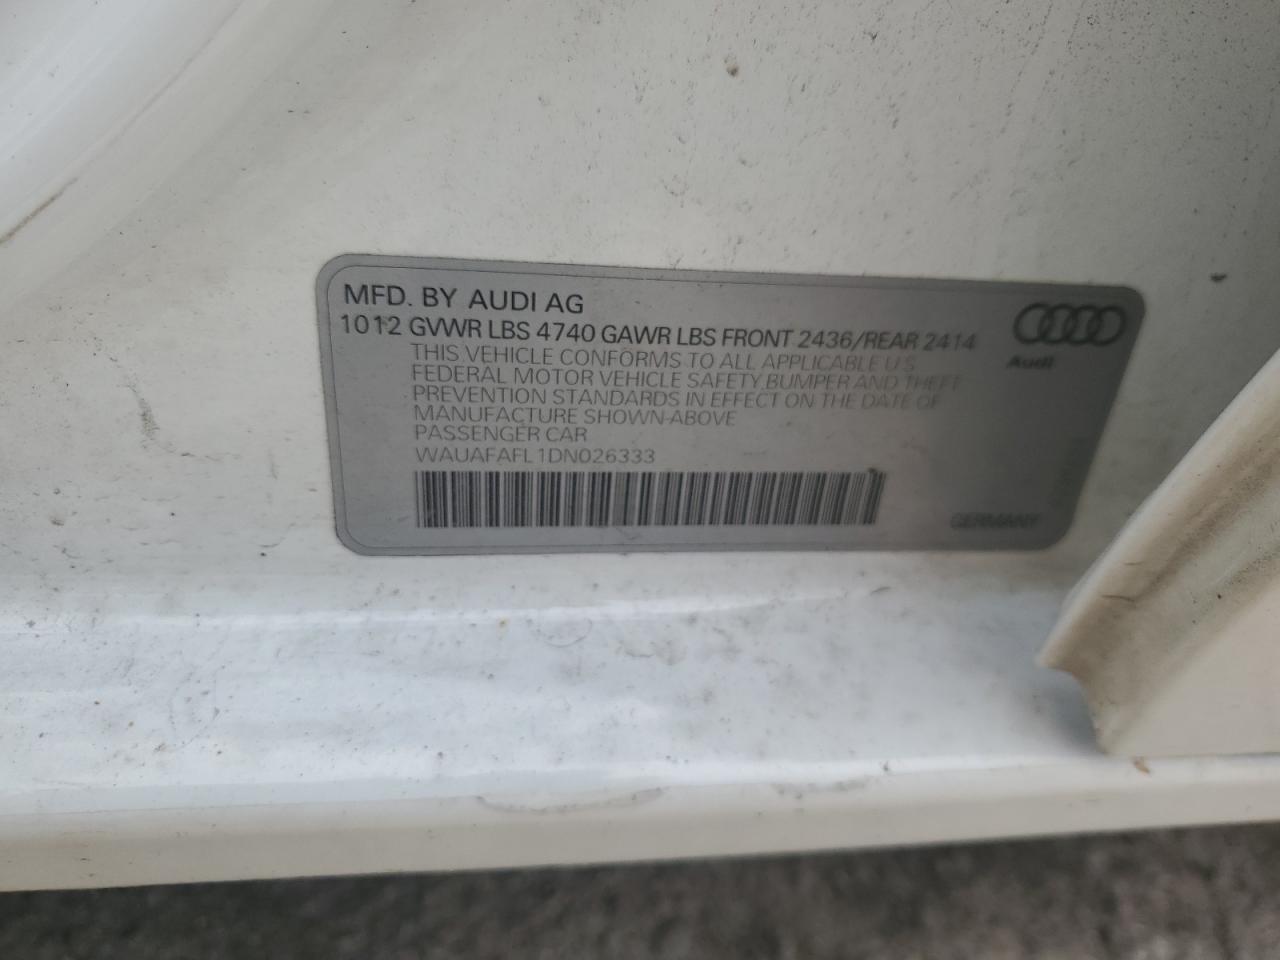 MFD. BY AUDI AG
1012 GVWR LBS 4740 GAWR LBS FRONT 2436/REAR 2414
THIS VEHICLE CONFORMS TO ALL APPLICABLE U.S.
FEDERAL MOTOR VEHICLE SAFETY, BUMPER AND THEFT
PREVENTION STANDARDS IN EFFECT ON THE DATE OF
MANUFACTURE SHOWN-ABOVE
PASSENGER CAR
WAUAFAFL1DN026333
Audi
GERMANY